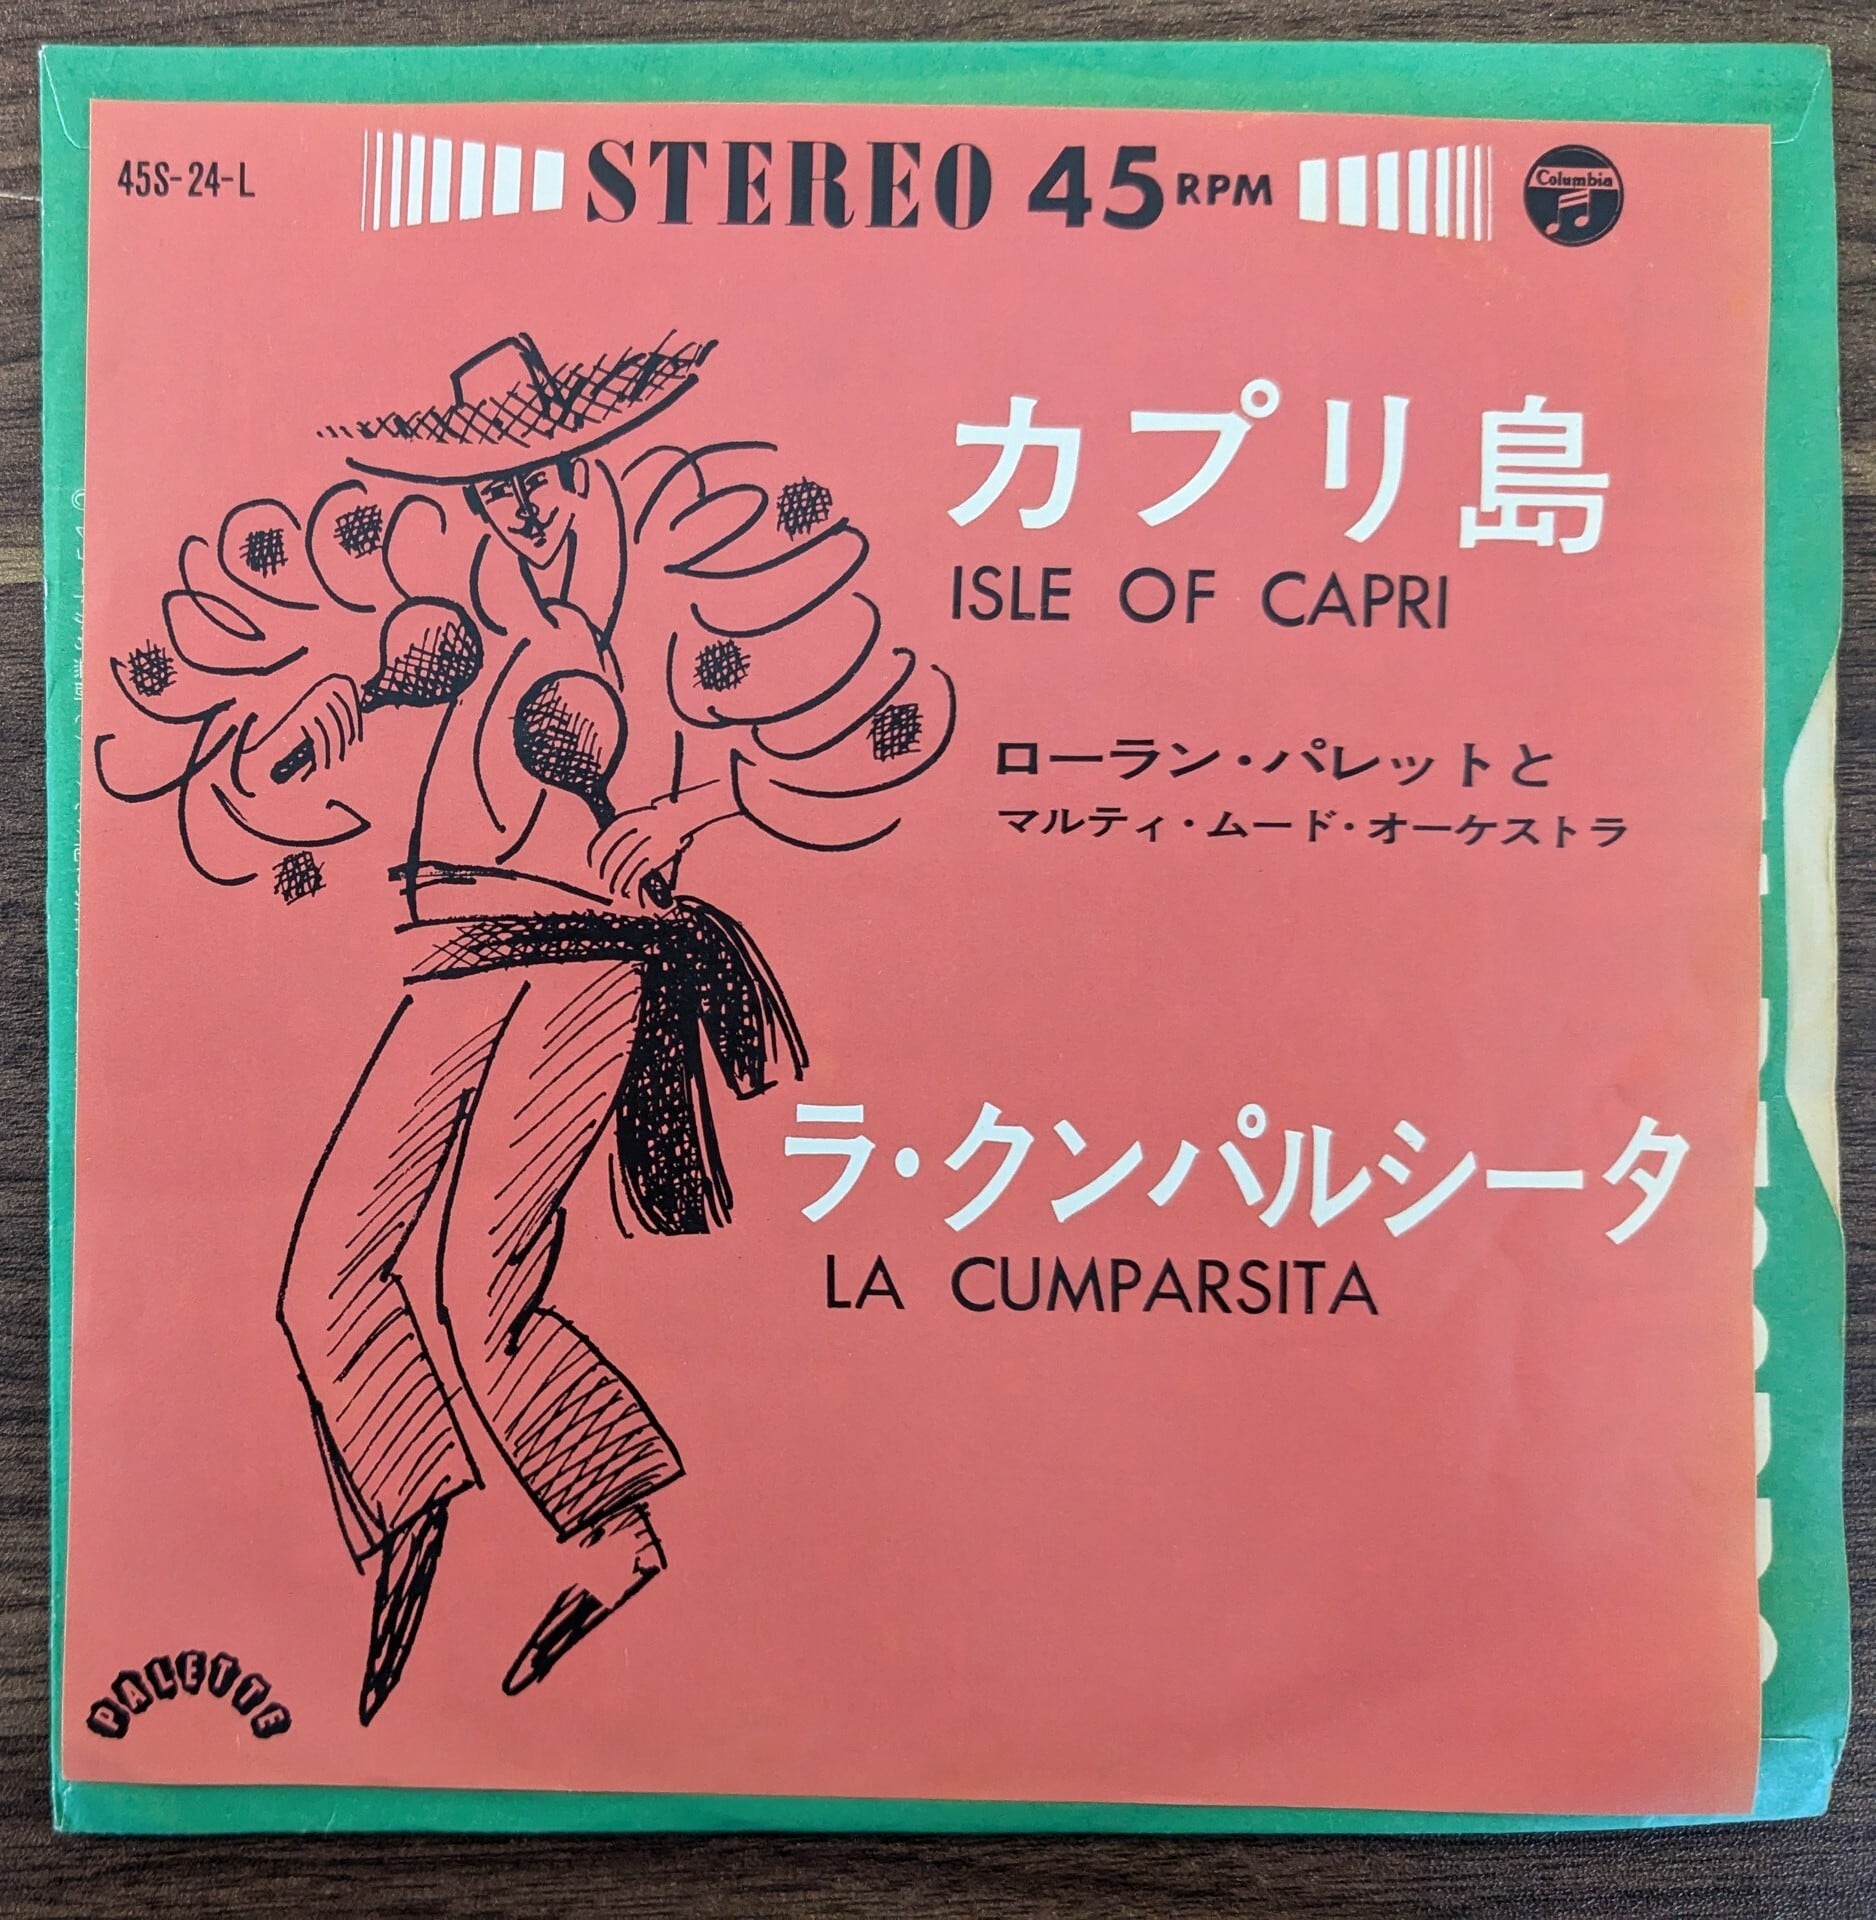 45S-24-L
STEREO 45 RPM
Columbia
カプリ島
ISLE OF CAPRI
ローラン・パレットと
マルティ・ムード・オーケストラ
ラ・クンパルシータ
LA CUMPARSITA
PALETTE